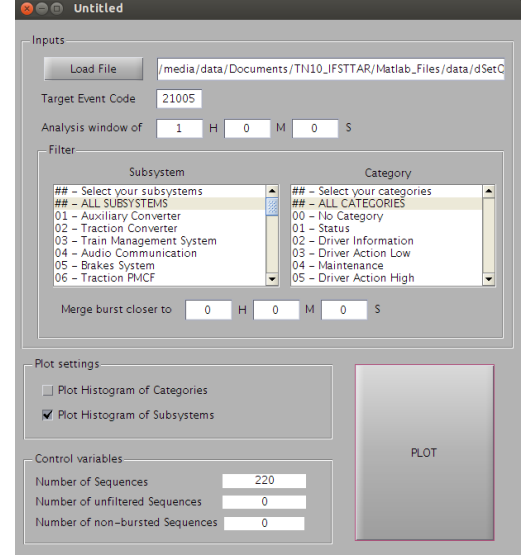 Untitled
Inputs
Load File /media/data/Documents/TN10_IFSTTAR/Matlab_Files/data/dSetC
Target Event Code 21005
Analysis window of 1 H 0 M 0 S
Filter
Subsystem Category
## - Select your subsystems ## - Select your categories
## - ALL SUBSYSTEMS ## - ALL CATEGORIES
01 - Auxiliary Converter 00 - No Category
02 - Traction Converter 01 - Status
03 - Train Management System 02 - Driver Information
04 - Audio Communication 03 - Driver Action Low
05 - Brakes System 04 - Maintenance
06 - Traction PMCF 05 - Driver Action High
Merge burst closer to 0 H 0 M 0 S
Plot settings
Plot Histogram of Categories
Plot Histogram of Subsystems
PLOT
Control variables
Number of Sequences 220
Number of unfiltered Sequences 0
Number of non-bursted Sequences 0